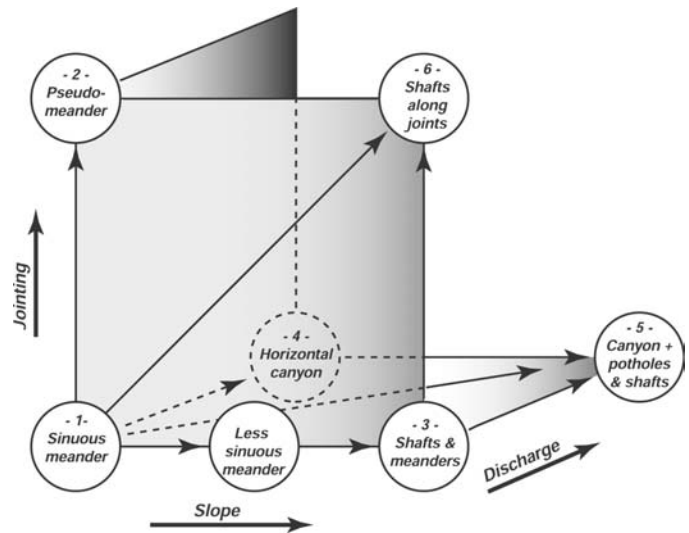 - 2 -
Pseudo-
meander
- 6 -
Shafts
along
joints
Jointing
- 4 -
Horizontal
canyon
- 5 -
Canyon +
potholes
& shafts
- 1-
Sinuous
meander
Less
sinuous
meander
- 3 -
Shafts &
meanders
Discharge
Slope